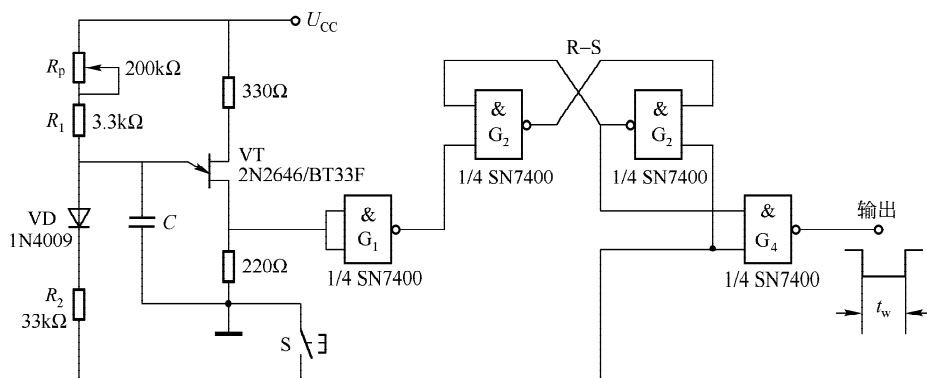 U_CC
R_p
200kΩ
R_1
3.3kΩ
330Ω
VT
2N2646/BT33F
VD
1N4009
C
R_2
33kΩ
220Ω
S
&
G_1
1/4 SN7400
R-S
&
G_2
1/4 SN7400
&
G_2
1/4 SN7400
&
G_4
1/4 SN7400
输出
t_w